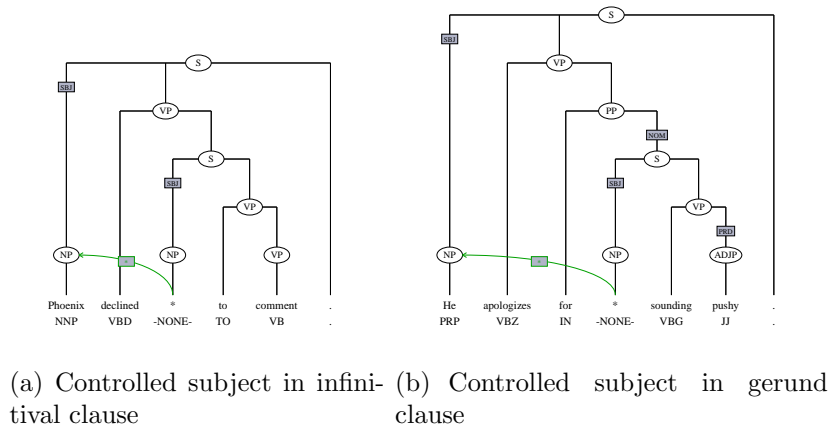 S
SBJ
VP
S
SBJ
VP
NP
*
NP
VP
Phoenix declined * to comment .
NNP VBD -NONE- TO VB .
(a) Controlled subject in infini-
tival clause
S
SBJ
VP
PP
NOM
S
SBJ
VP
PRD
NP
*
NP
ADJP
He apologizes for * sounding pushy .
PRP VBZ IN -NONE- VBG JJ .
(b) Controlled subject in gerund
clause